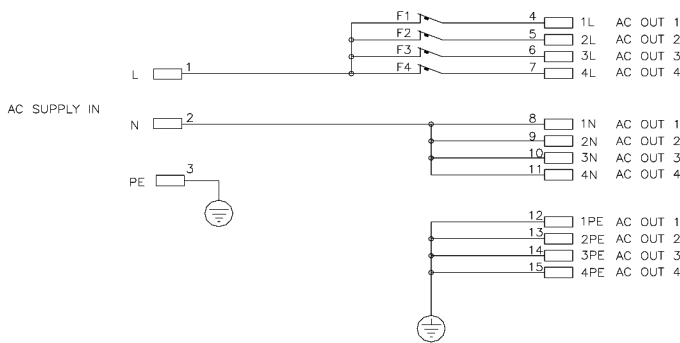 F1 4 1L AC OUT 1
F2 5 2L AC OUT 2
F3 6 3L AC OUT 3
L 1 F4 7 4L AC OUT 4
AC SUPPLY IN
N 2 8 1N AC OUT 1
9 2N AC OUT 2
10 3N AC OUT 3
11 4N AC OUT 4
PE 3
12 1PE AC OUT 1
13 2PE AC OUT 2
14 3PE AC OUT 3
15 4PE AC OUT 4